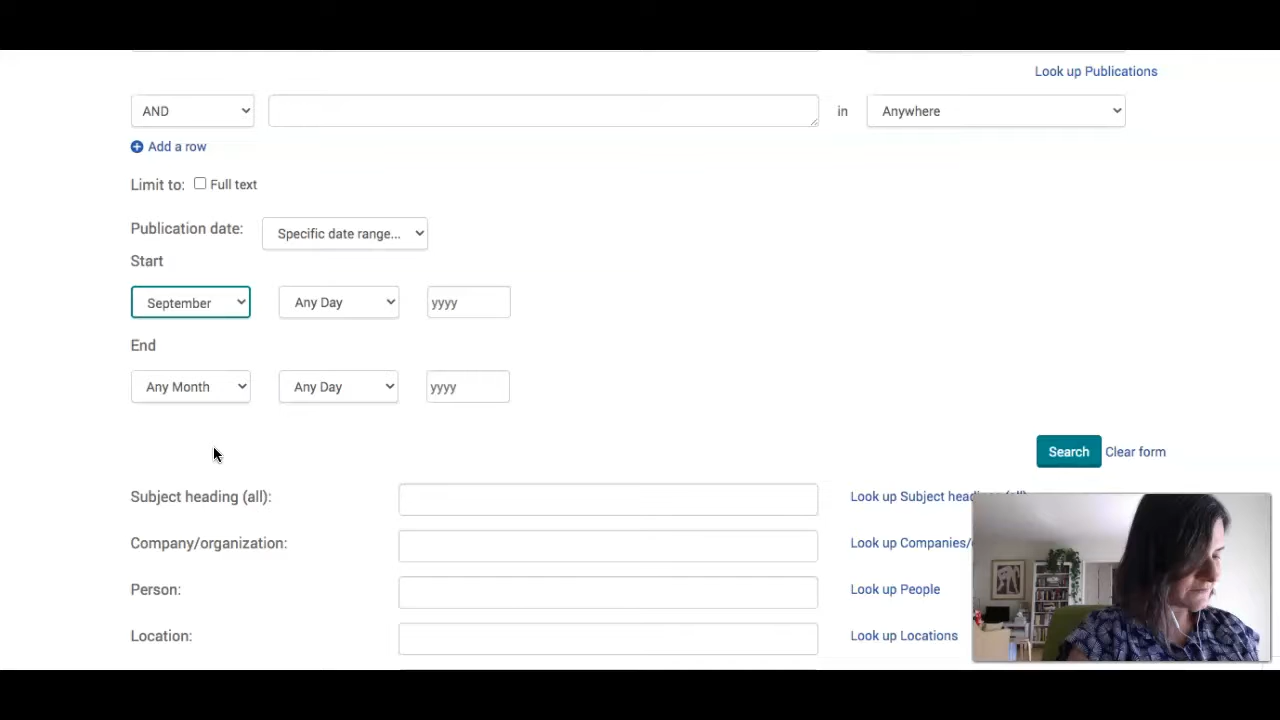 Look up Publications
AND in Anywhere
Add a row
Limit to: Full text
Publication date: Specific date range...
Start
September Any Day yyyy
End
Any Month Any Day yyyy
Search Clear form
Subject heading (all): Look up Subject
Company/organization: Look up Companies/
Person: Look up People
Location: Look up Locations